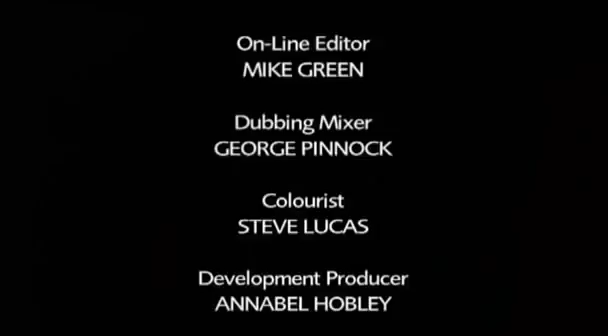 On-Line Editor
MIKE GREEN
Dubbing Mixer
GEORGE PINNOCK
Colourist
STEVE LUCAS
Development Producer
ANNABEL HOBLEY